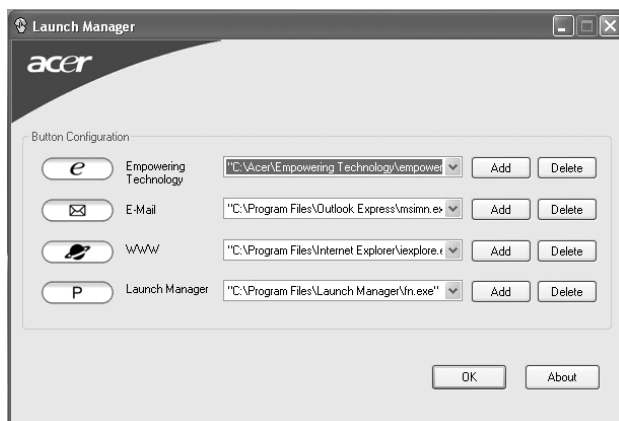 Launch Manager
acer
Button Configuration
e Empowering Technology "C:\Acer\Empowering Technology\empower Add Delete
E-Mail "C:\Program Files\Outlook Express\msimn.e Add Delete
WWW "C:\Program Files\Internet Explorer\iexplore.e Add Delete
P Launch Manager "C:\Program Files\Launch Manager\fn.exe" Add Delete
OK About